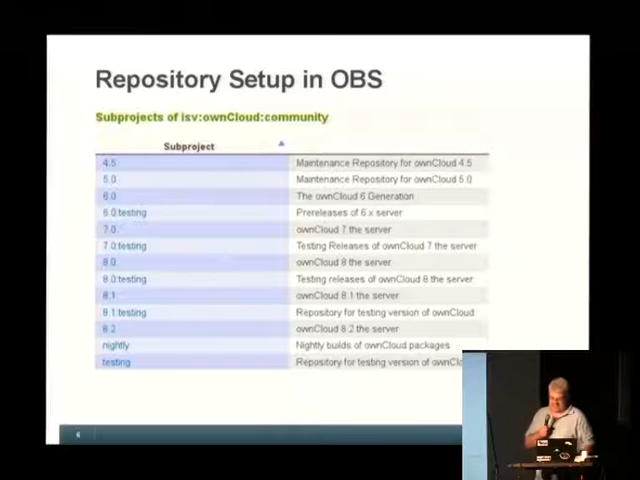 Repository Setup in OBS
Subprojects of isv:ownCloud:community
Subproject
4.5 Maintenance Repository for ownCloud 4.5
5.0 Maintenance Repository for ownCloud 5.0
6.0 The ownCloud 6 Generation
6.0:testing Prereleases of 6.x server
7.0 ownCloud 7 the server
7.0:testing Testing Releases of ownCloud 7 the server
8.0 ownCloud 8 the server
8.0:testing Testing releases of ownCloud 8 the server
8.1 ownCloud 8.1 the server
8.1:testing Repository for testing version of ownCloud
8.2 ownCloud 8.2 the server
nightly Nightly builds of ownCloud packages
testing Repository for testing version of ownClo
6